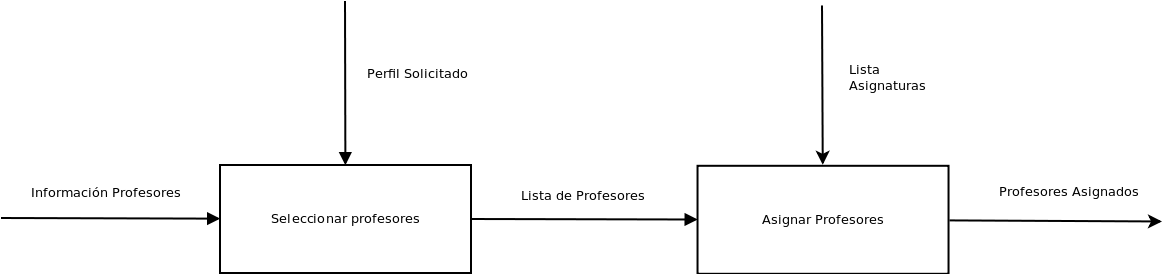 Perfil Solicitado
Lista
Asignaturas
Información Profesores
Seleccionar profesores
Lista de Profesores
Asignar Profesores
Profesores Asignados